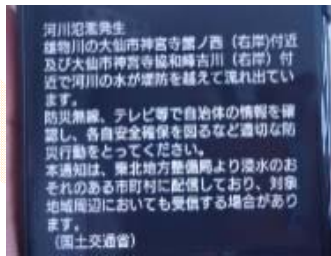 河川氾濫発生
雄物川の大仙市神宮寺舘ノ西（右岸)付近
及び大仙市神宮寺協和峰吉川（右岸）付
近で河川の水が堤防を越えて流れ出てい
ます。
防災無線、テレビ等で自治体の情報を確
認し、各自安全確保を図るなど適切な防
災行動をとってください。
本通知は、東北地方整備局より浸水のお
それのある市町村に配信しており、対象
地域周辺においても受信する場合があり
ます。
（国土交通省）